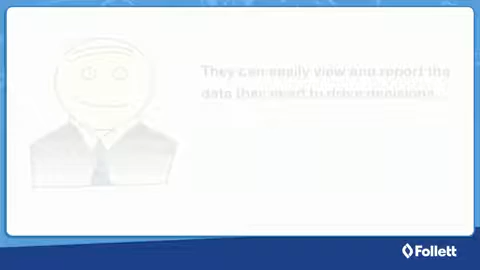 They can easily view and report the
data they need to drive decisions.
Follett